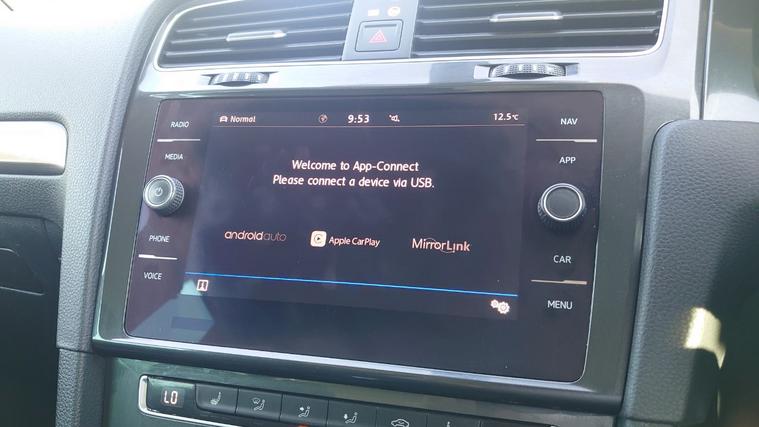 RADIO
MEDIA
PHONE
VOICE
Normal 9:53 12.5°C
Welcome to App-Connect
Please connect a device via USB.
androidauto Apple CarPlay MirrorLink
NAV
APP
CAR
MENU
LO